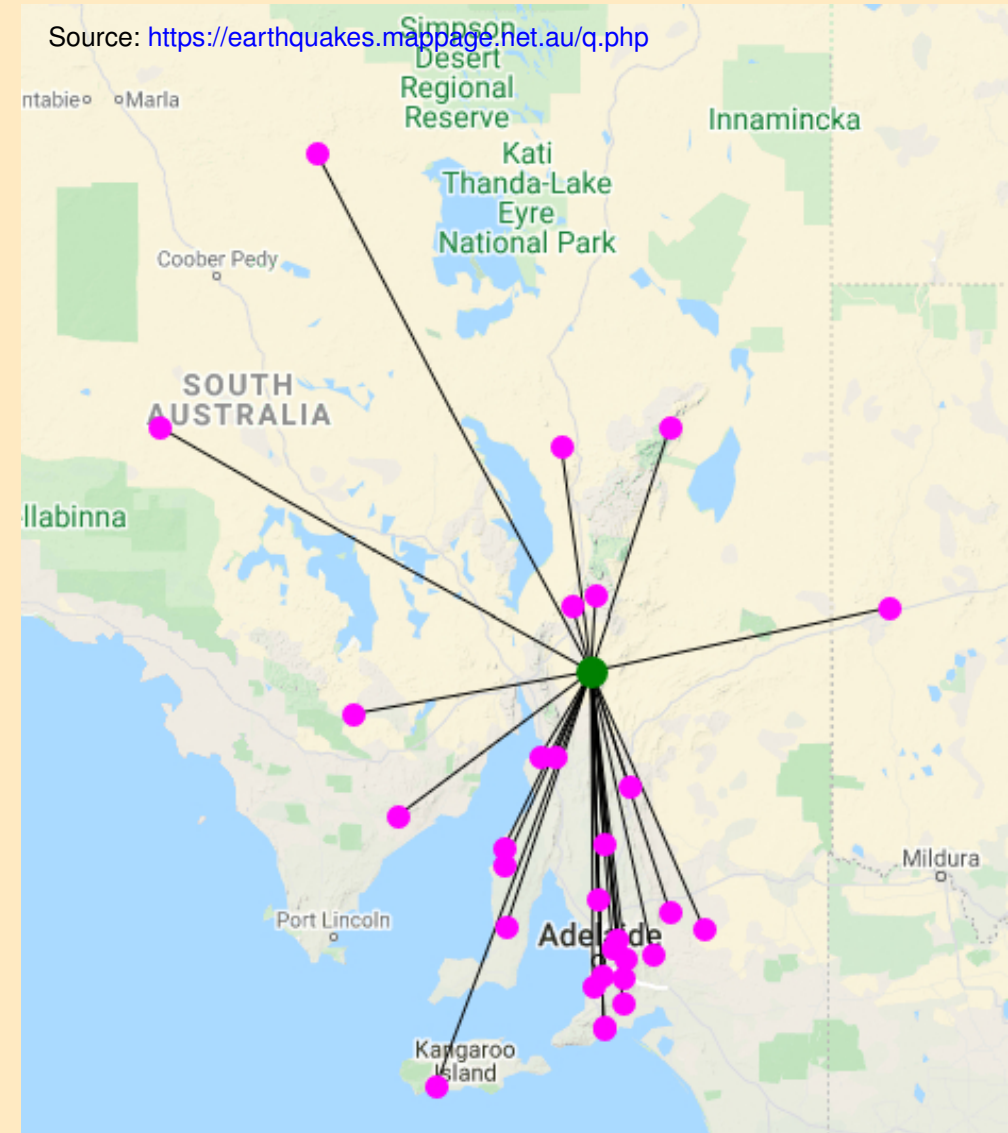 Source: https://earthquakes.mappage.net.au/q.php
Simpson
Desert
Regional
Reserve
ntabie
Marla
Innamincka
Kati
Thanda-Lake
Eyre
National Park
Coober Pedy
SOUTH
AUSTRALIA
llabinna
Mildura
Port Lincoln
Adelaide
Kangaroo
Island